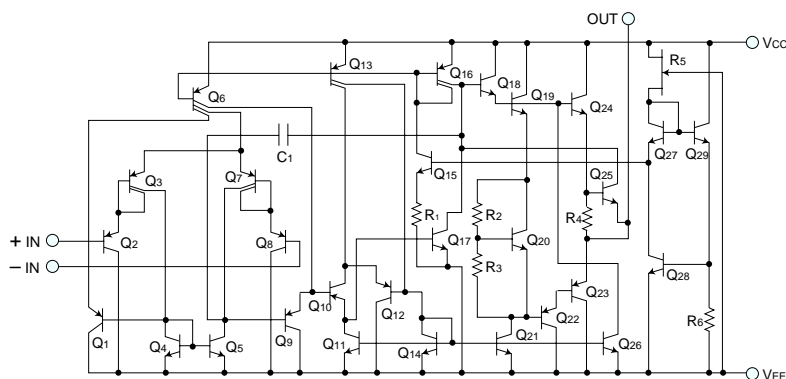 OUT
VCC
Q13
Q16
Q18
Q6
Q19
Q24
R5
C1
Q3
Q7
Q15
Q25
Q27
Q29
R1
R2
R4
+ IN
Q2
Q8
Q17
Q20
− IN
R3
Q28
Q10
Q12
Q23
Q22
R6
Q1
Q4
Q5
Q9
Q11
Q14
Q21
Q26
VEE